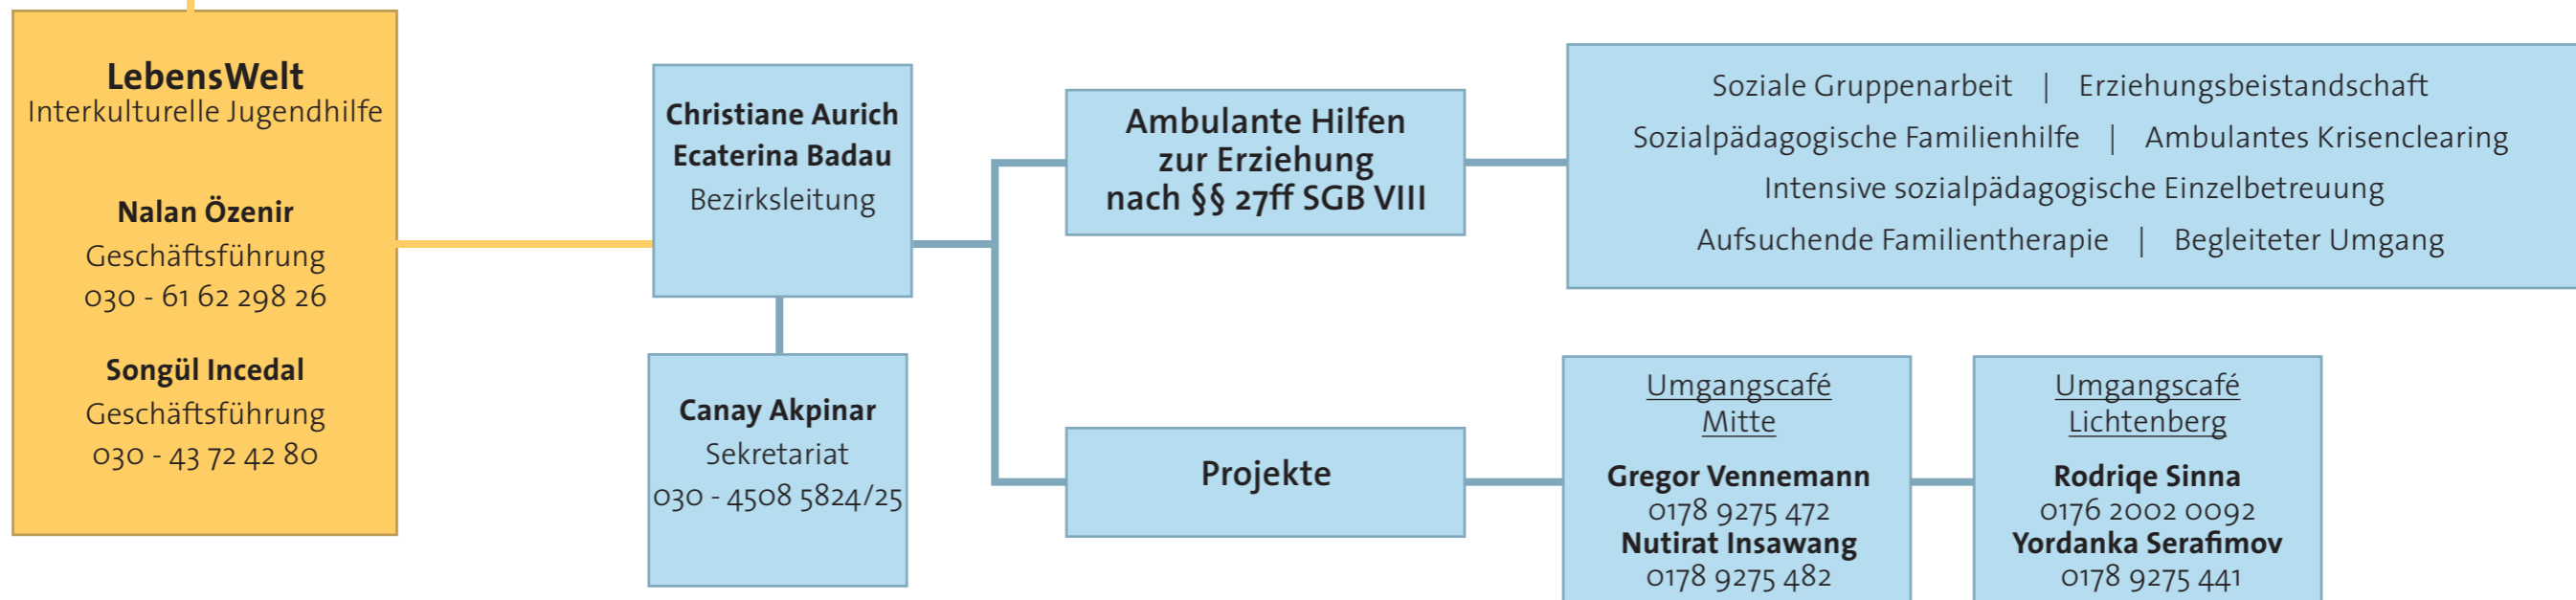 LebensWelt
Interkulturelle Jugendhilfe
Nalan Özenir
Geschäftsführung
030 - 61 62 298 26
Songül Incedal
Geschäftsführung
030 - 43 72 42 80
Christiane Aurich
Ecaterina Badau
Bezirksleitung
Canay Akpinar
Sekretariat
030 - 4508 5824/25
Ambulante Hilfen
zur Erziehung
nach §§ 27ff SGB VIII
Soziale Gruppenarbeit | Erziehungsbeistandschaft
Sozialpädagogische Familienhilfe | Ambulantes Krisenclearing
Intensive sozialpädagogische Einzelbetreuung
Aufsuchende Familientherapie | Begleiteter Umgang
Projekte
Umgangscafé
Mitte
Gregor Vennemann
0178 9275 472
Nutirat Insawang
0178 9275 482
Umgangscafé
Lichtenberg
Rodriqe Sinna
0176 2002 0092
Yordanka Serafimov
0178 9275 441